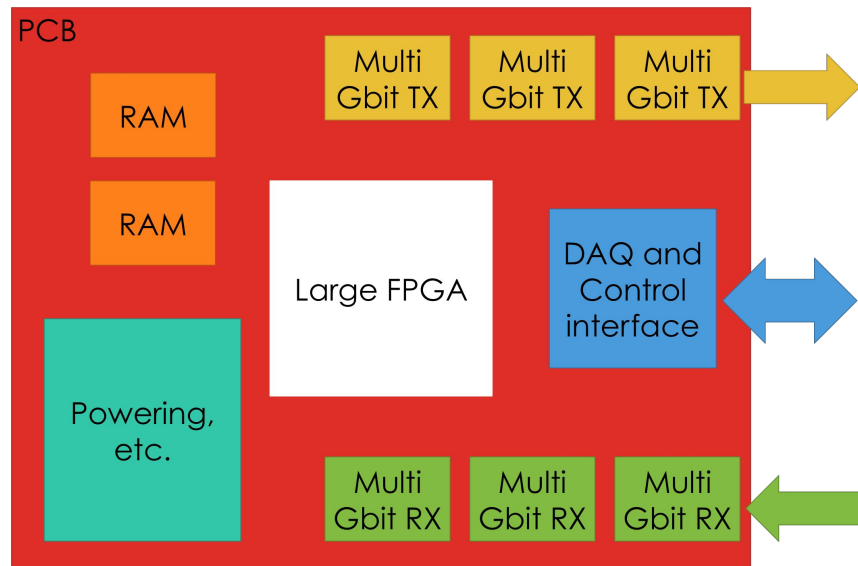 PCB
Multi
Gbit TX
Multi
Gbit TX
Multi
Gbit TX
RAM
RAM
Large FPGA
DAQ and
Control
interface
Powering,
etc.
Multi
Gbit RX
Multi
Gbit RX
Multi
Gbit RX